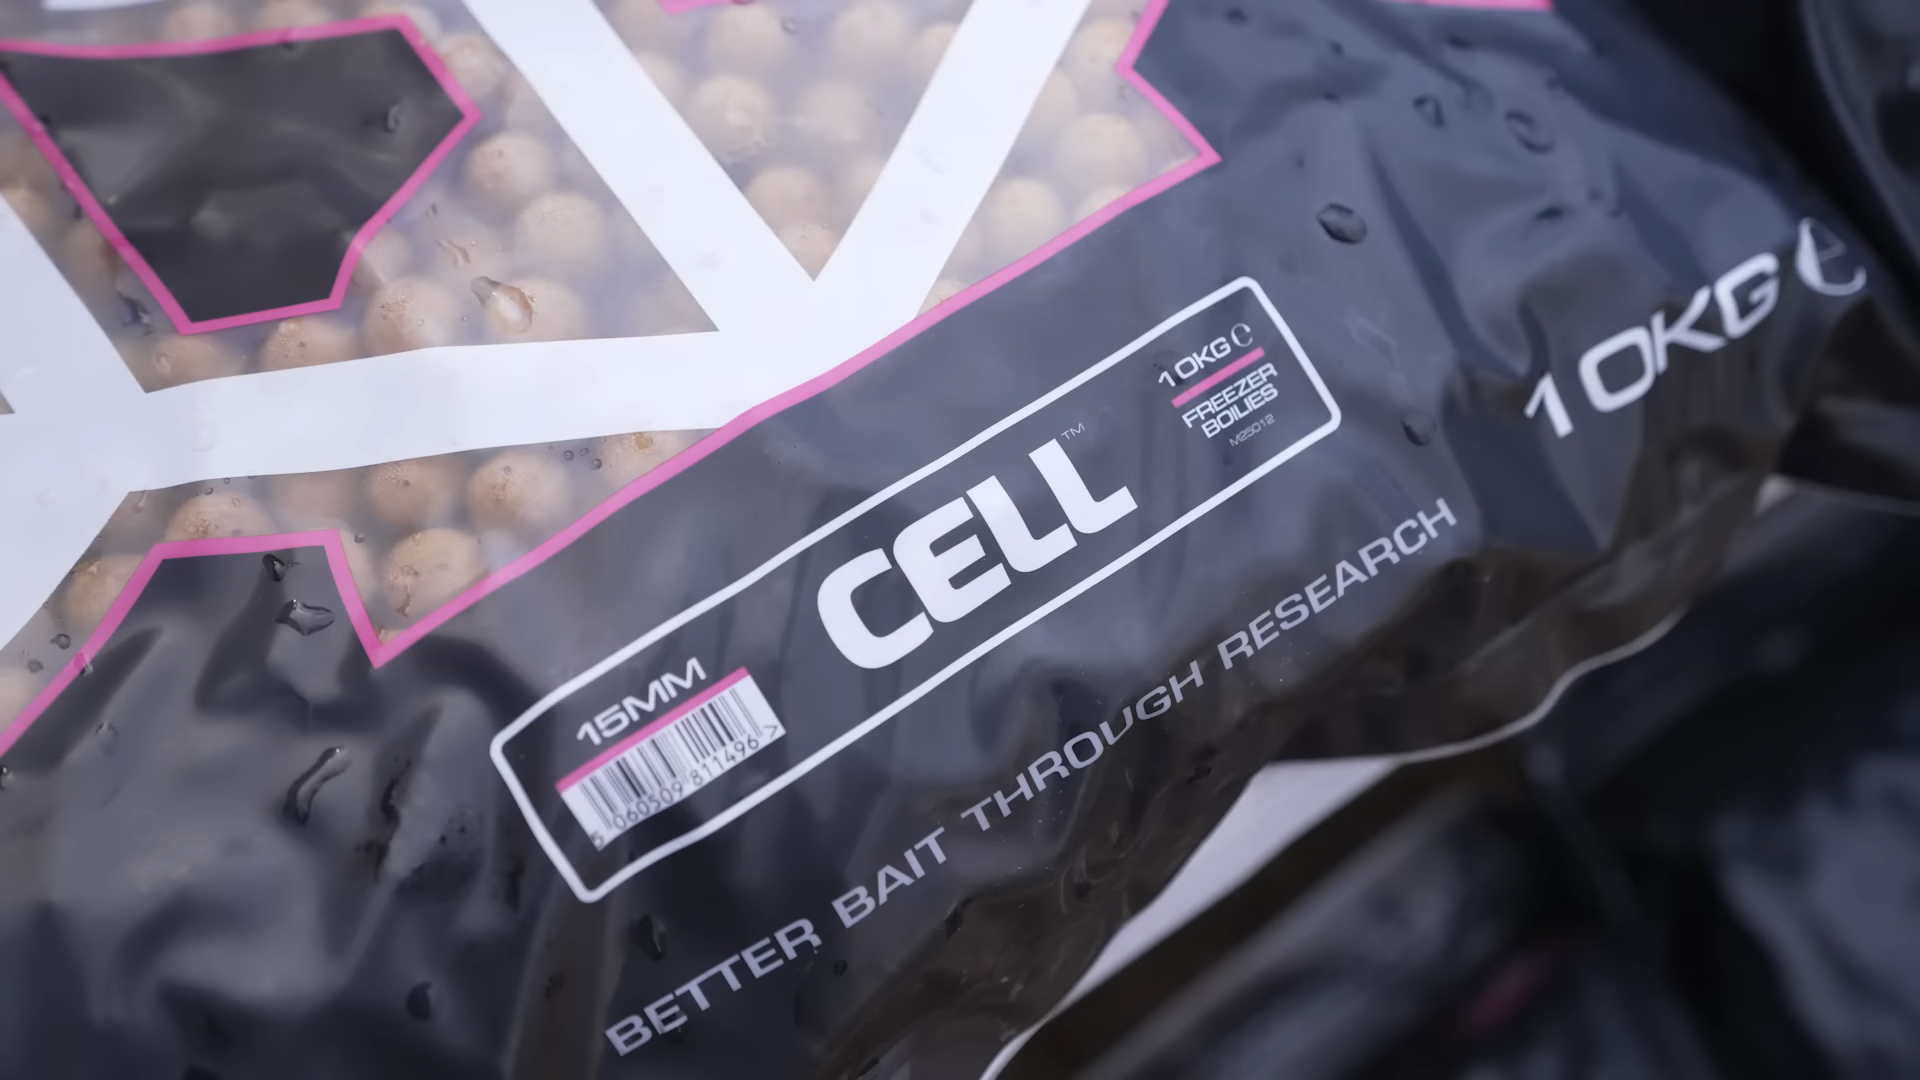 10KG ℮
10KG ℮
FREEZER
BOILIES
M25012
CELL™
15MM
5 060509 811496 >
BETTER BAIT THROUGH RESEARCH